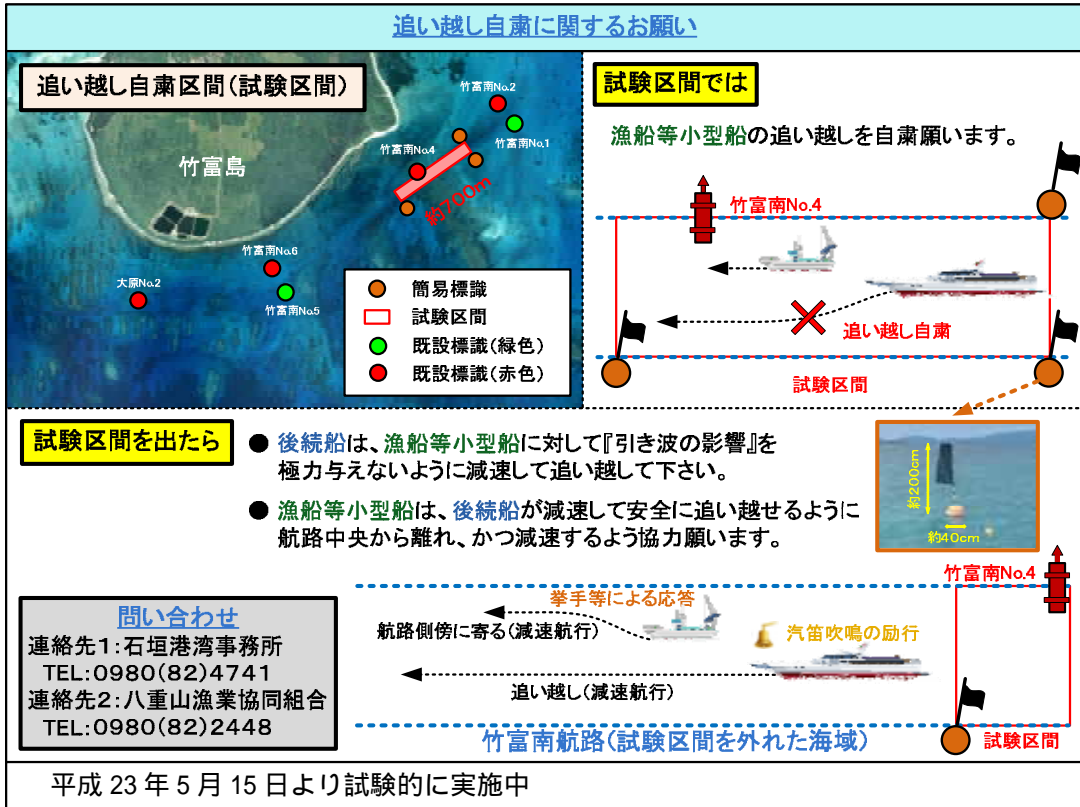 追い越し自粛に関するお願い
追い越し自粛区間(試験区間)
竹富島
竹富南No.2
竹富南No.1
竹富南No.4
約700m
竹富南No.6
竹富南No.5
大原No.2
簡易標識
試験区間
既設標識(緑色)
既設標識(赤色)
試験区間では
漁船等小型船の追い越しを自粛願います。
竹富南No.4
追い越し自粛
試験区間
試験区間を出たら
● 後続船は、漁船等小型船に対して『引き波の影響』を
極力与えないように減速して追い越して下さい。
● 漁船等小型船は、後続船が減速して安全に追い越せるように
航路中央から離れ、かつ減速するよう協力願います。
約200cm
約40cm
問い合わせ
連絡先1:石垣港湾事務所
TEL:0980(82)4741
連絡先2:八重山漁業協同組合
TEL:0980(82)2448
竹富南No.4
挙手等による応答
航路側傍に寄る(減速航行)
汽笛吹鳴の励行
追い越し(減速航行)
竹富南航路(試験区間を外れた海域)
試験区間
平成 23 年 5 月 15 日より試験的に実施中